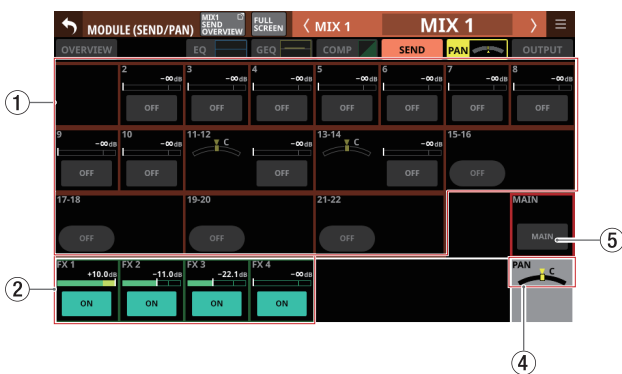 MODULE (SEND/PAN) MIX1 SEND OVERVIEW FULL SCREEN MIX 1 MIX 1
OVERVIEW EQ GEQ COMP SEND PAN OUTPUT
2 3 4 5 6 7 8
-∞dB -∞dB -∞dB -∞dB -∞dB -∞dB -∞dB
①
OFF OFF OFF OFF OFF OFF OFF
9 10 11-12 13-14 15-16
-∞dB -∞dB C -∞dB C -∞dB
OFF OFF OFF OFF OFF
17-18 19-20 21-22 MAIN
OFF OFF OFF MAIN ⑤
FX 1 FX 2 FX 3 FX 4 PAN
+10.0dB -11.0dB -22.1dB -∞dB C
②
ON ON ON ON
④